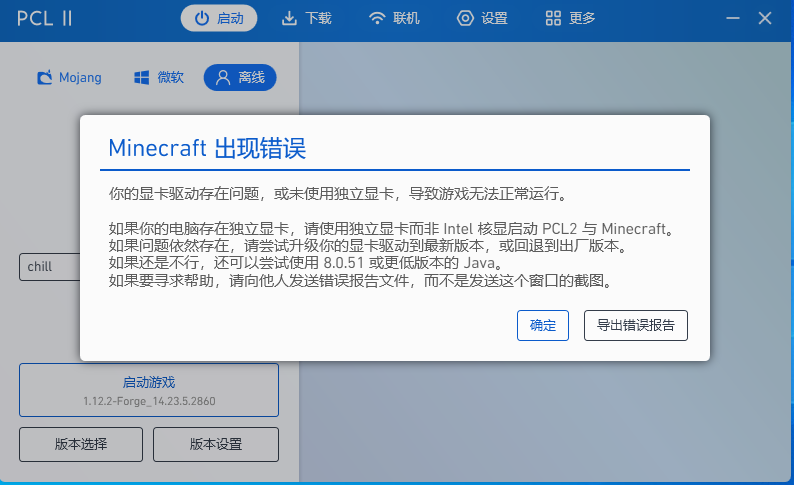 PCL II
启动
下载
联机
设置
更多
Mojang
微软
离线
Minecraft 出现错误
你的显卡驱动存在问题，或未使用独立显卡，导致游戏无法正常运行。
如果你的电脑存在独立显卡，请使用独立显卡而非 Intel 核显启动 PCL2 与 Minecraft。
如果问题依然存在，请尝试升级你的显卡驱动到最新版本，或回退到出厂版本。
如果还是不行，还可以尝试使用 8.0.51 或更低版本的 Java。
如果要寻求帮助，请向他人发送错误报告文件，而不是发送这个窗口的截图。
chill
确定
导出错误报告
启动游戏
1.12.2-Forge_14.23.5.2860
版本选择
版本设置